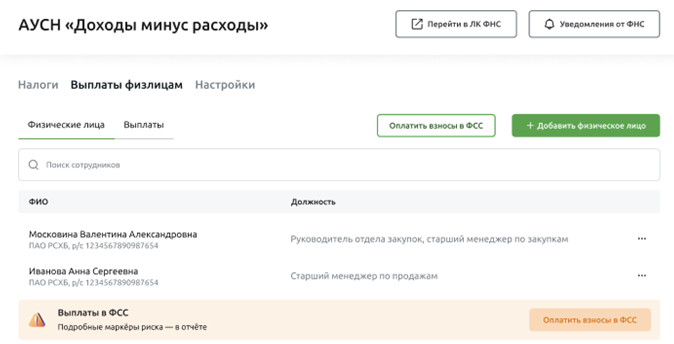 АУСН «Доходы минус расходы»
Перейти в ЛК ФНС
Уведомления от ФНС
Налоги Выплаты физлицам Настройки
Физические лица Выплаты
Оплатить взносы в ФСС
+ Добавить физическое лицо
Поиск сотрудников
ФИО Должность
Московина Валентина Александровна
ПАО РСХБ, р/с 1234567890987654
Руководитель отдела закупок, старший менеджер по закупкам
Иванова Анна Сергеевна
ПАО РСХБ, р/с 1234567890987654
Старший менеджер по продажам
Выплаты в ФСС
Подробные маркёры риска — в отчёте
Оплатить взносы в ФСС